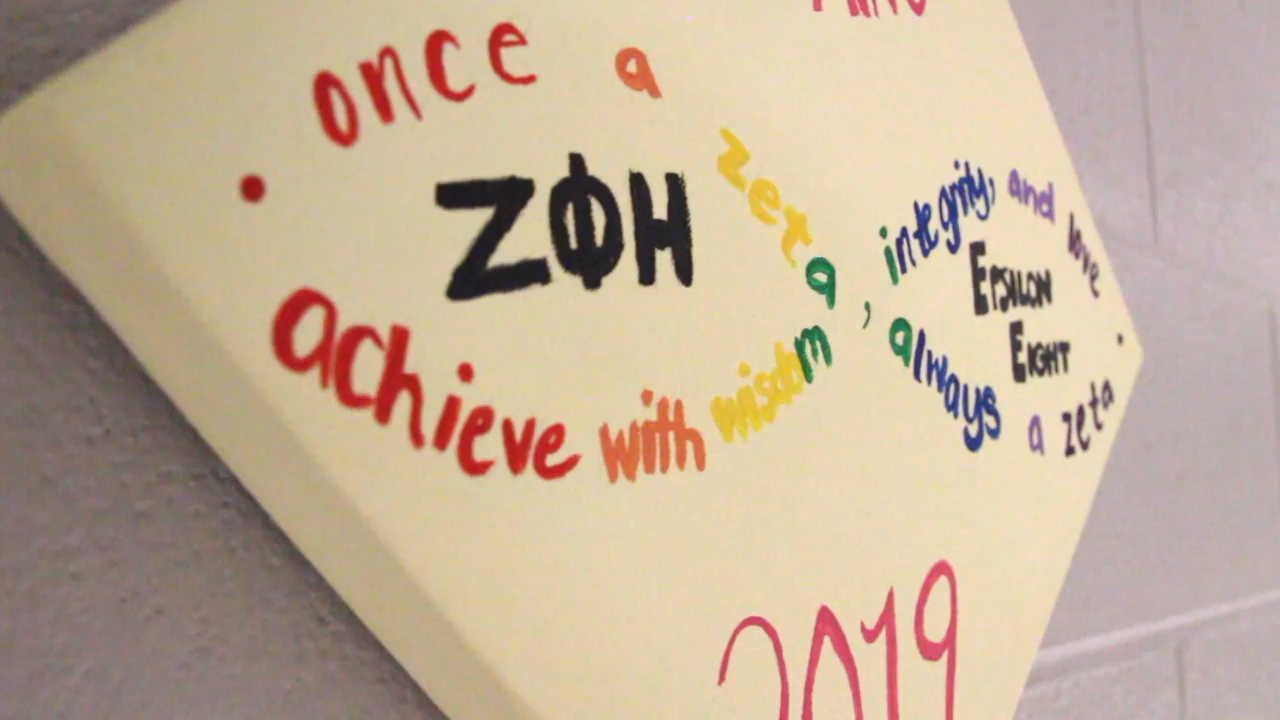 once a zeta, always a zeta
ZΦH
achieve with wisdom, integrity, and love
EPSILON
EIGHT
2019